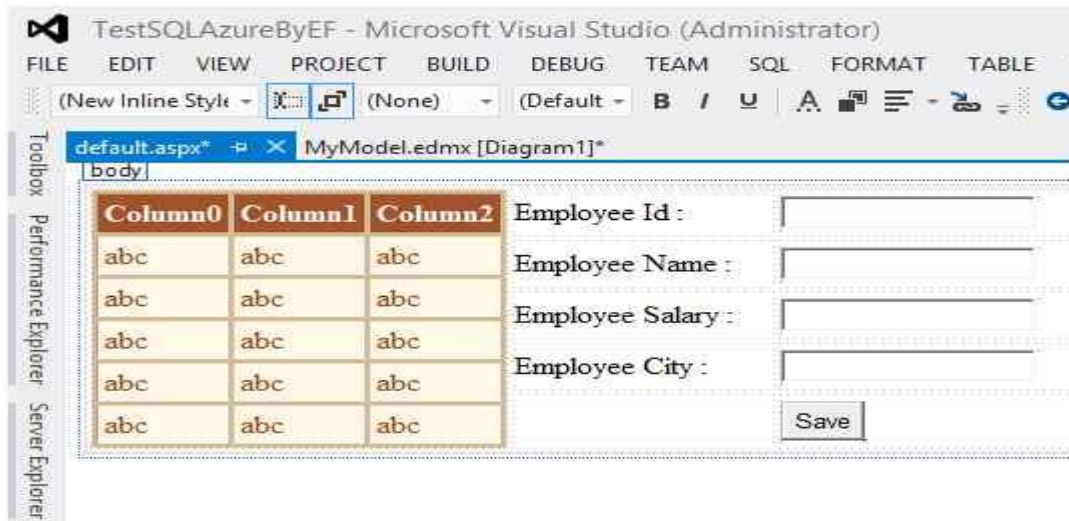 TestSQLAzureByEF - Microsoft Visual Studio (Administrator)
FILE EDIT VIEW PROJECT BUILD DEBUG TEAM SQL FORMAT TABLE
(New Inline Style (None) (Default B I U A
default.aspx* MyModel.edmx [Diagram1]*
body
Toolbox
Performance Explorer
Server Explorer
Column0 Column1 Column2
abc abc abc
abc abc abc
abc abc abc
abc abc abc
abc abc abc
Employee Id :
Employee Name :
Employee Salary :
Employee City :
Save